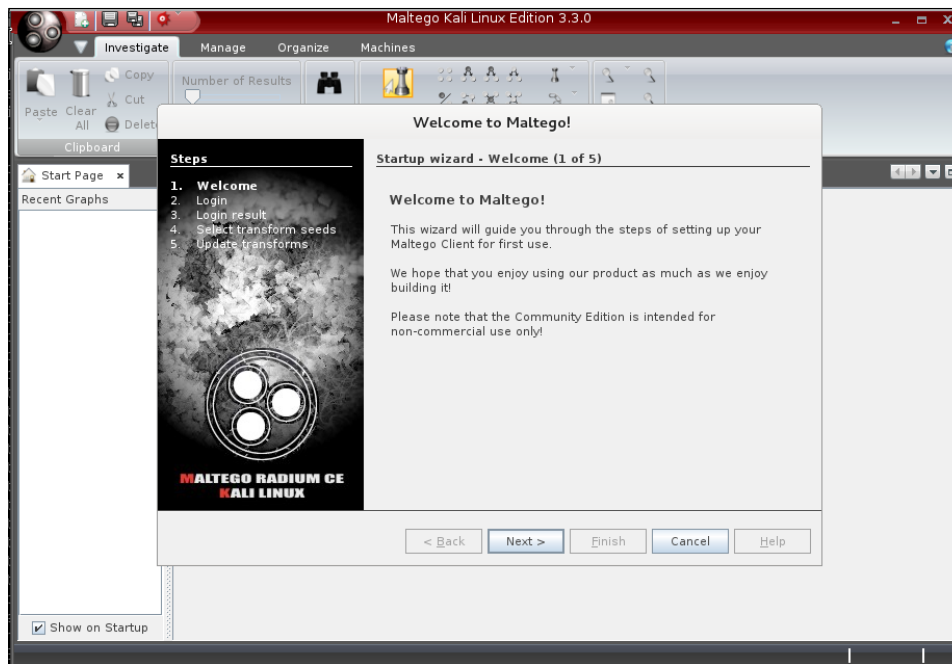 Maltego Kali Linux Edition 3.3.0
Investigate Manage Organize Machines
Copy
Cut
Paste Clear All Delet
Number of Results
Clipboard
Start Page
Recent Graphs
Show on Startup
Welcome to Maltego!
Steps
1. Welcome
2. Login
3. Login result
4. Select transform seeds
5. Update transforms
MALTEGO RADIUM CE
KALI LINUX
Startup wizard - Welcome (1 of 5)
Welcome to Maltego!
This wizard will guide you through the steps of setting up your
Maltego Client for first use.
We hope that you enjoy using our product as much as we enjoy
building it!
Please note that the Community Edition is intended for
non-commercial use only!
< Back Next > Finish Cancel Help